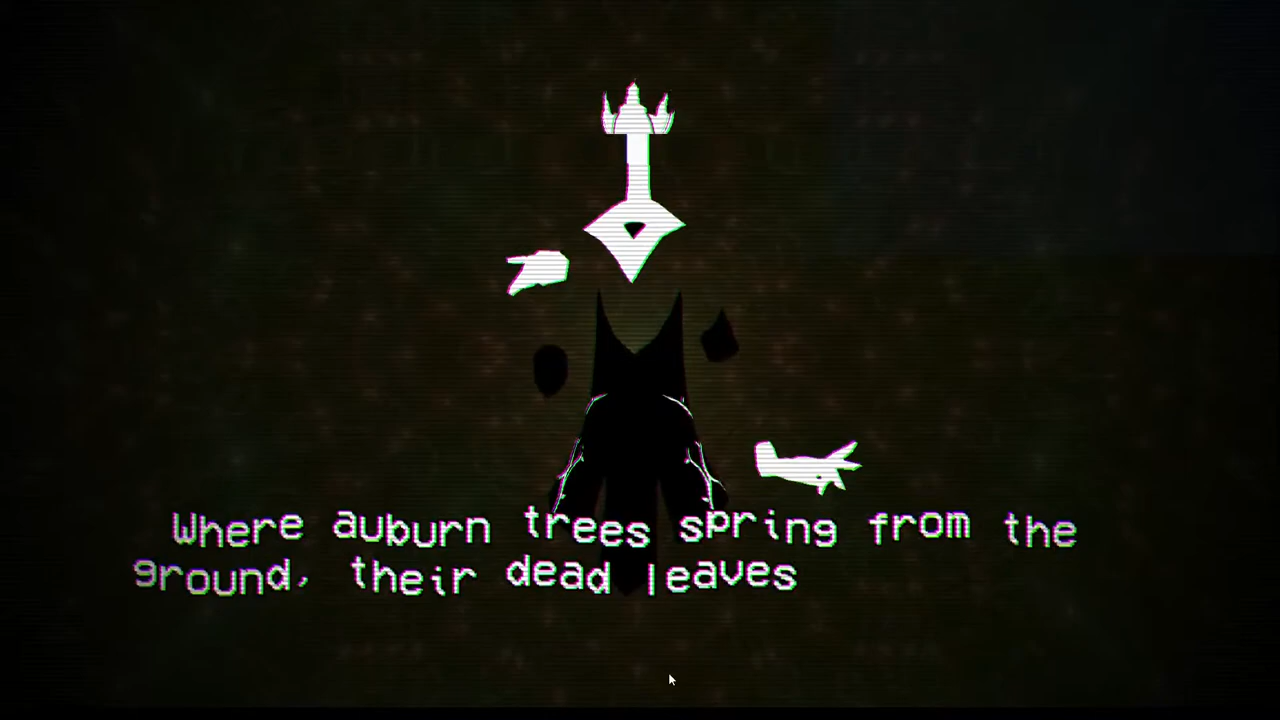 Where auburn trees spring from the
ground, their dead leaves